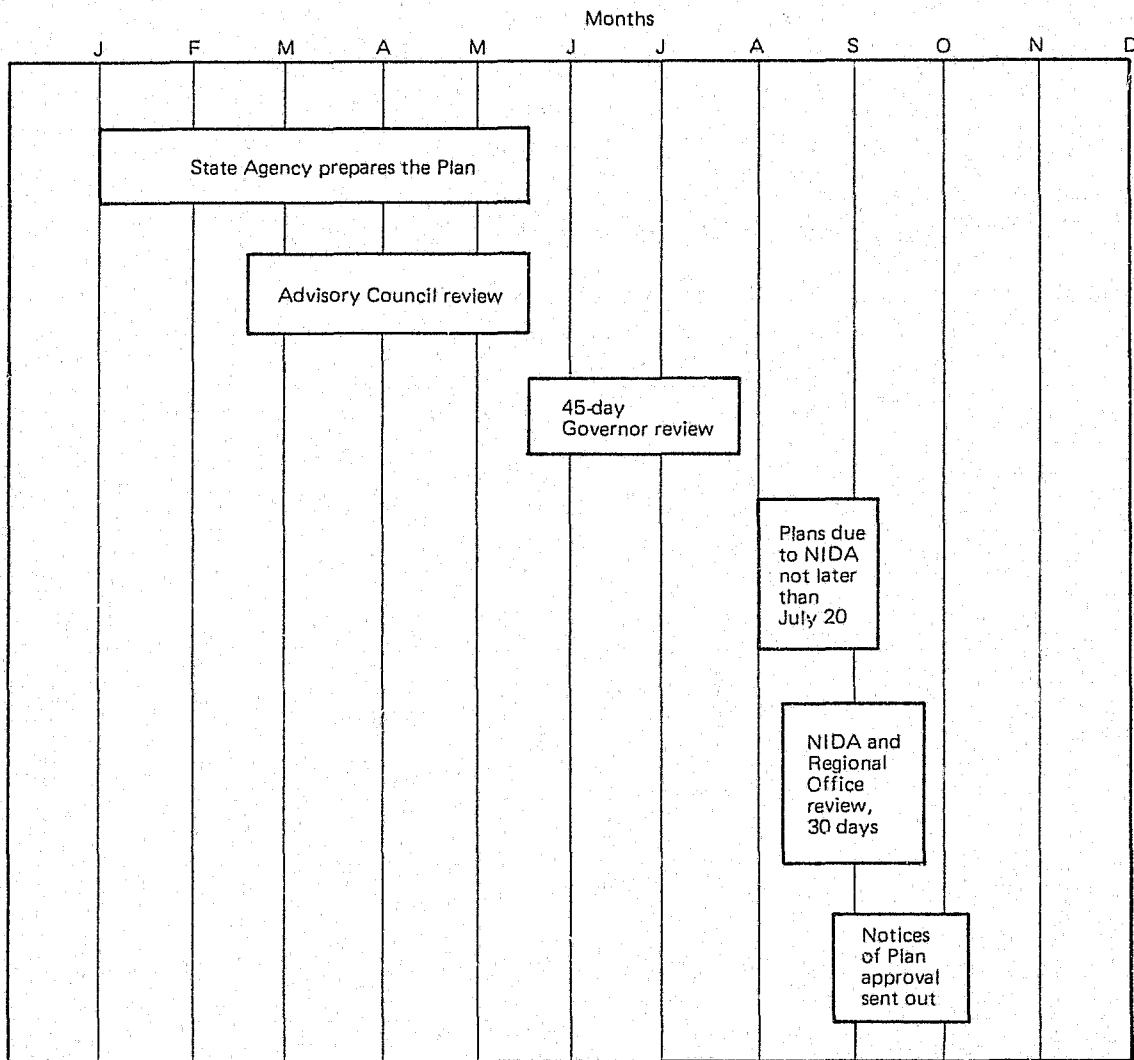 Months
J F M A M J J A S O N D
State Agency prepares the Plan
Advisory Council review
45-day
Governor review
Plans due
to NIDA
not later
than
July 20
NIDA and
Regional
Office
review,
30 days
Notices
of Plan
approval
sent out